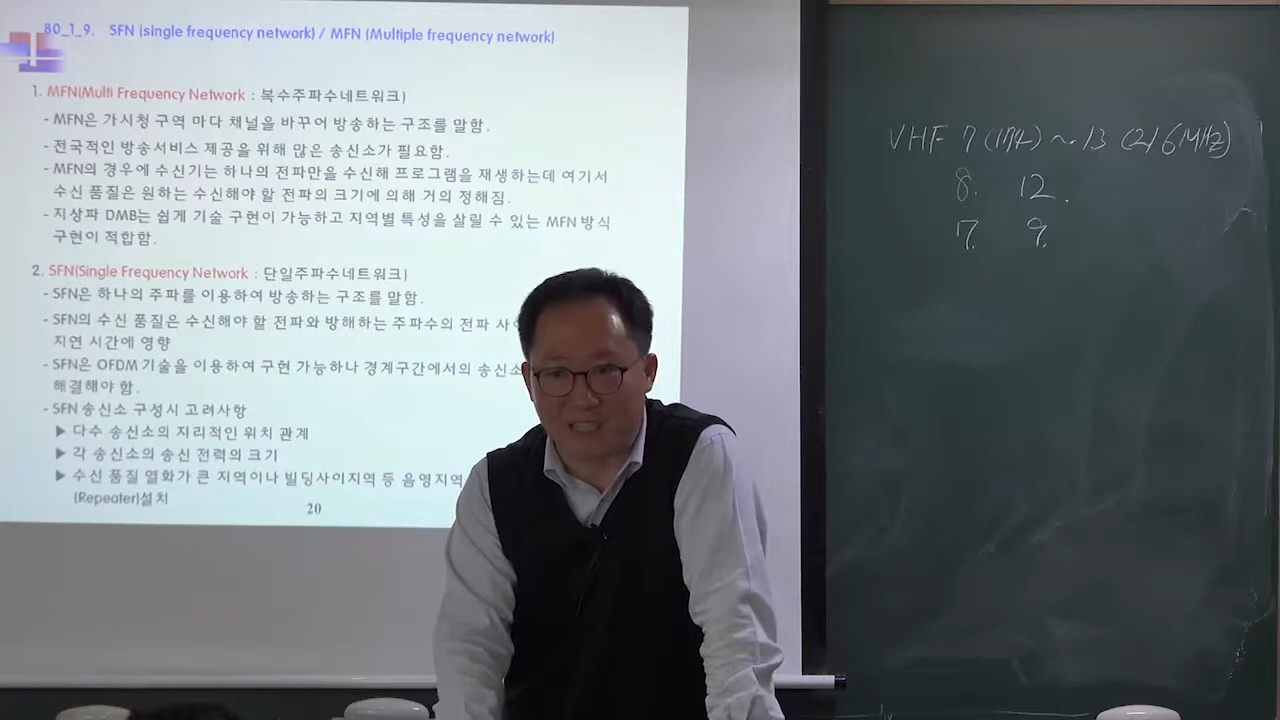 80_1_9. SFN (single frequency network) / MFN (Multiple frequency network)
1. MFN(Multi Frequency Network : 복수주파수네트워크)
- MFN은 가시청 구역 마다 채널을 바꾸어 방송하는 구조를 말함.
- 전국적인 방송서비스 제공을 위해 많은 송신소가 필요함.
- MFN의 경우에 수신기는 하나의 전파만을 수신해 프로그램을 재생하는데 여기서
수신 품질은 원하는 수신해야 할 전파의 크기에 의해 거의 정해짐.
- 지상파 DMB는 쉽게 기술 구현이 가능하고 지역별 특성을 살릴 수 있는 MFN 방식
구현이 적합함.
2. SFN(Single Frequency Network : 단일주파수네트워크)
- SFN은 하나의 주파를 이용하여 방송하는 구조를 말함.
- SFN의 수신 품질은 수신해야 할 전파와 방해하는 주파수의 전파
지연 시간에 영향
- SFN은 OFDM 기술을 이용하여 구현 가능하나 경계구간에서의 송신소
해결해야 함.
- SFN 송신소 구성시 고려사항
▶ 다수 송신소의 지리적인 위치 관계
▶ 각 송신소의 송신 전력의 크기
▶ 수신 품질 열화가 큰 지역이나 빌딩사이지역 등 음영지역
(Repeater)설치
20
VHF 7 (174) ~ 13 (216MHz)
8. 12.
7. 9.